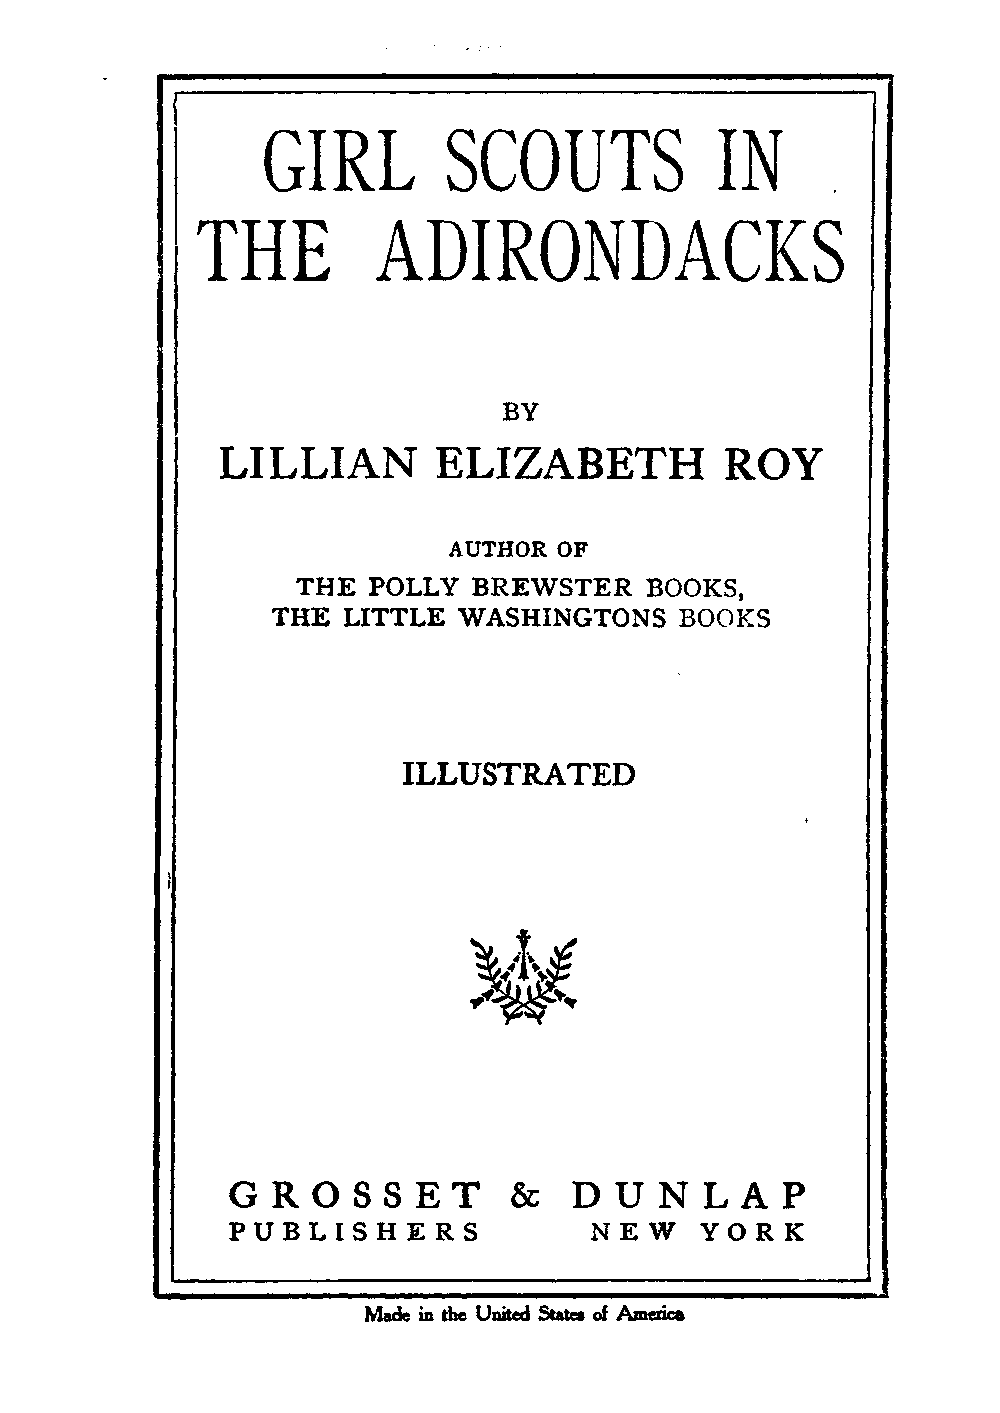 GIRL SCOUTS IN
THE ADIRONDACKS
BY
LILLIAN ELIZABETH ROY
AUTHOR OF
THE POLLY BREWSTER BOOKS,
THE LITTLE WASHINGTONS BOOKS
ILLUSTRATED
GROSSET & DUNLAP
PUBLISHERS NEW YORK
Made in the United States of America